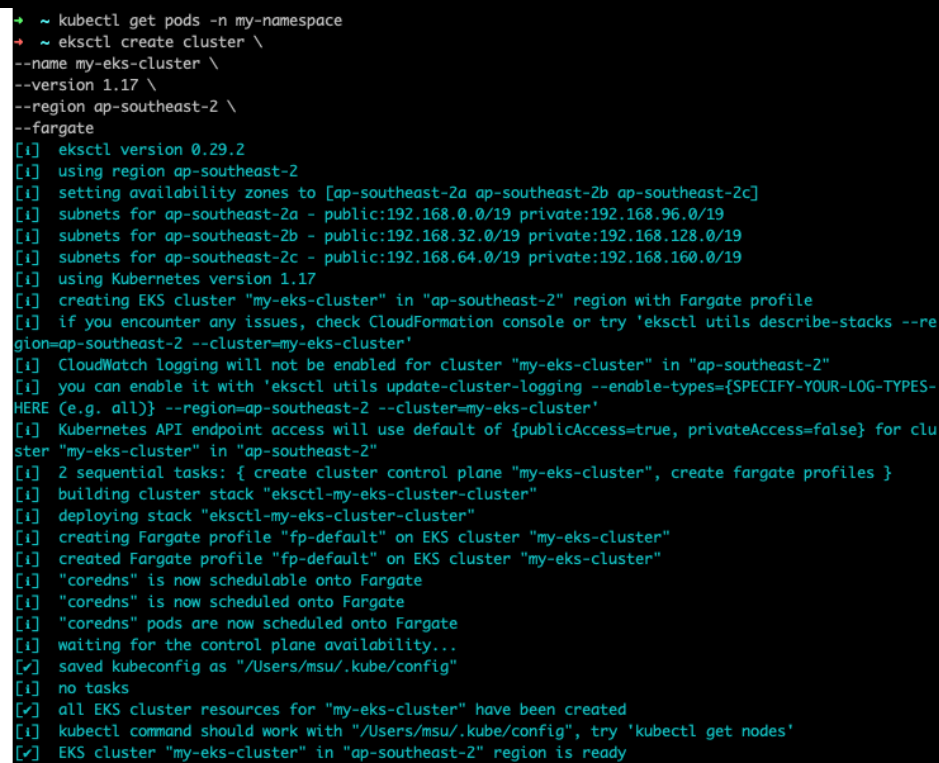 ➜  ~ kubectl get pods -n my-namespace
➜  ~ eksctl create cluster \
--name my-eks-cluster \
--version 1.17 \
--region ap-southeast-2 \
--fargate
[ℹ]  eksctl version 0.29.2
[ℹ]  using region ap-southeast-2
[ℹ]  setting availability zones to [ap-southeast-2a ap-southeast-2b ap-southeast-2c]
[ℹ]  subnets for ap-southeast-2a - public:192.168.0.0/19 private:192.168.96.0/19
[ℹ]  subnets for ap-southeast-2b - public:192.168.32.0/19 private:192.168.128.0/19
[ℹ]  subnets for ap-southeast-2c - public:192.168.64.0/19 private:192.168.160.0/19
[ℹ]  using Kubernetes version 1.17
[ℹ]  creating EKS cluster "my-eks-cluster" in "ap-southeast-2" region with Fargate profile
[ℹ]  if you encounter any issues, check CloudFormation console or try 'eksctl utils describe-stacks --re
gion=ap-southeast-2 --cluster=my-eks-cluster'
[ℹ]  CloudWatch logging will not be enabled for cluster "my-eks-cluster" in "ap-southeast-2"
[ℹ]  you can enable it with 'eksctl utils update-cluster-logging --enable-types={SPECIFY-YOUR-LOG-TYPES-
HERE (e.g. all)} --region=ap-southeast-2 --cluster=my-eks-cluster'
[ℹ]  Kubernetes API endpoint access will use default of {publicAccess=true, privateAccess=false} for clu
ster "my-eks-cluster" in "ap-southeast-2"
[ℹ]  2 sequential tasks: { create cluster control plane "my-eks-cluster", create fargate profiles }
[ℹ]  building cluster stack "eksctl-my-eks-cluster-cluster"
[ℹ]  deploying stack "eksctl-my-eks-cluster-cluster"
[ℹ]  creating Fargate profile "fp-default" on EKS cluster "my-eks-cluster"
[ℹ]  created Fargate profile "fp-default" on EKS cluster "my-eks-cluster"
[ℹ]  "coredns" is now schedulable onto Fargate
[ℹ]  "coredns" is now scheduled onto Fargate
[ℹ]  "coredns" pods are now scheduled onto Fargate
[ℹ]  waiting for the control plane availability...
[✔]  saved kubeconfig as "/Users/msu/.kube/config"
[ℹ]  no tasks
[✔]  all EKS cluster resources for "my-eks-cluster" have been created
[ℹ]  kubectl command should work with "/Users/msu/.kube/config", try 'kubectl get nodes'
[✔]  EKS cluster "my-eks-cluster" in "ap-southeast-2" region is ready